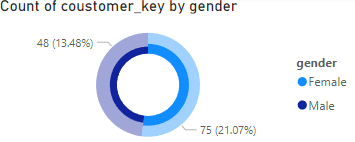 Count of coustomer_key by gender
48 (13.48%)
gender
Female
Male
75 (21.07%)